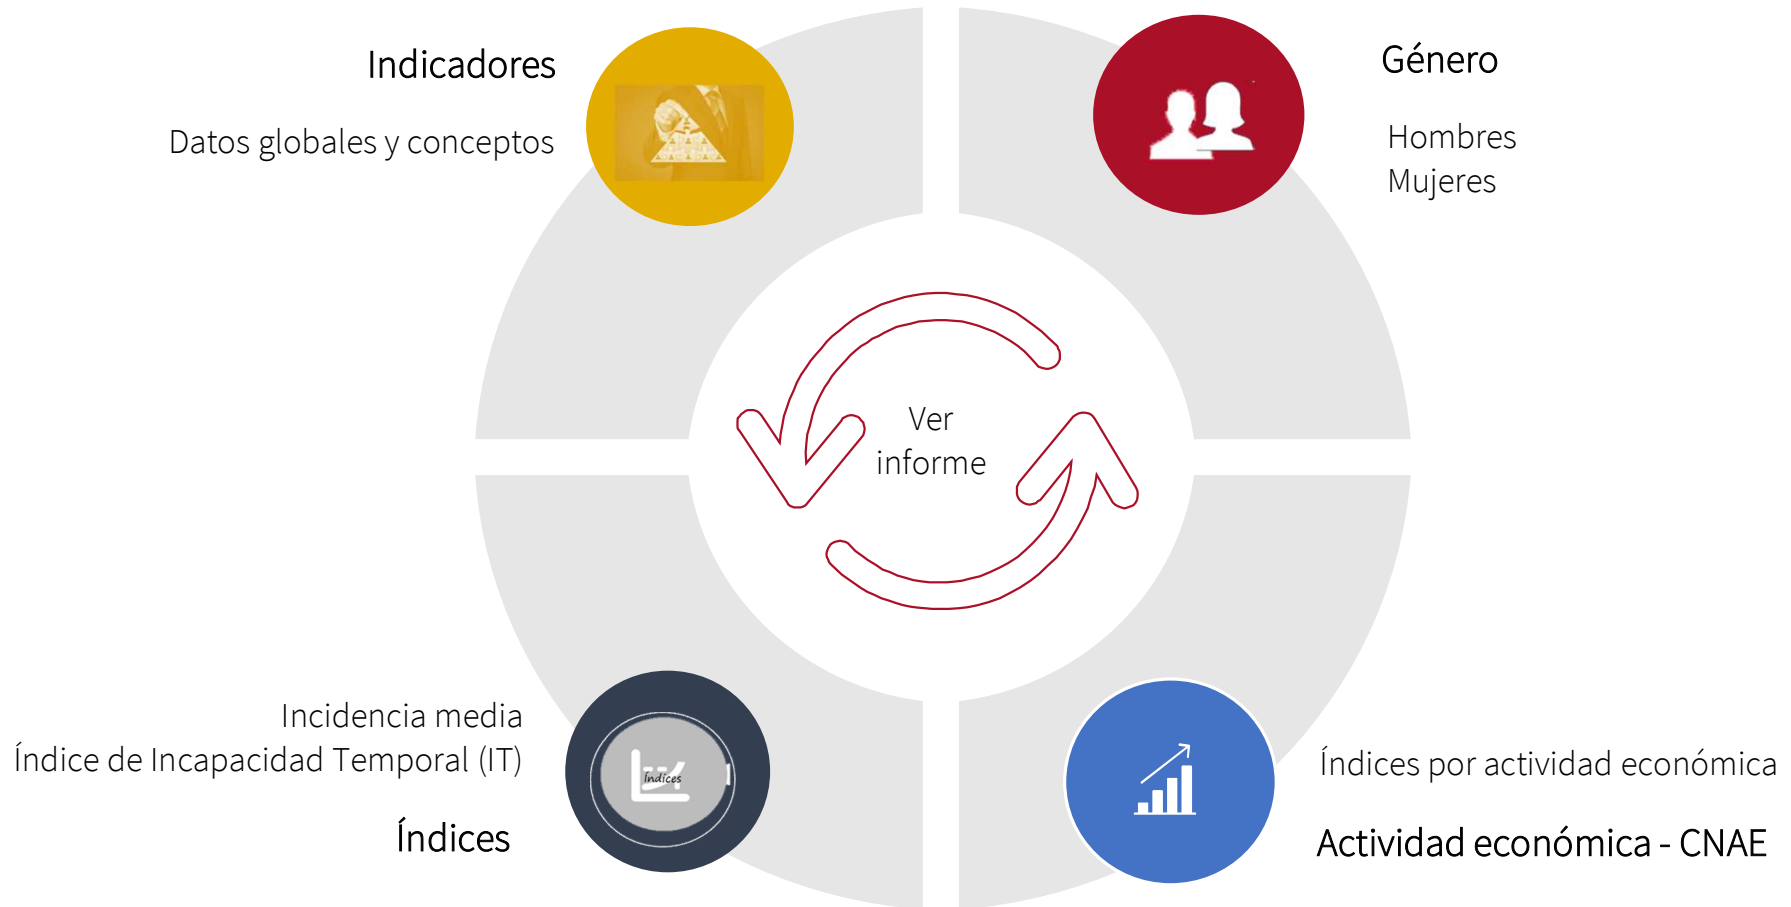 Indicadores
Datos globales y conceptos
Género
Hombres
Mujeres
Ver
informe
Incidencia media
Índice de Incapacidad Temporal (IT)
Índices
Índices
Índices por actividad económica
Actividad económica - CNAE